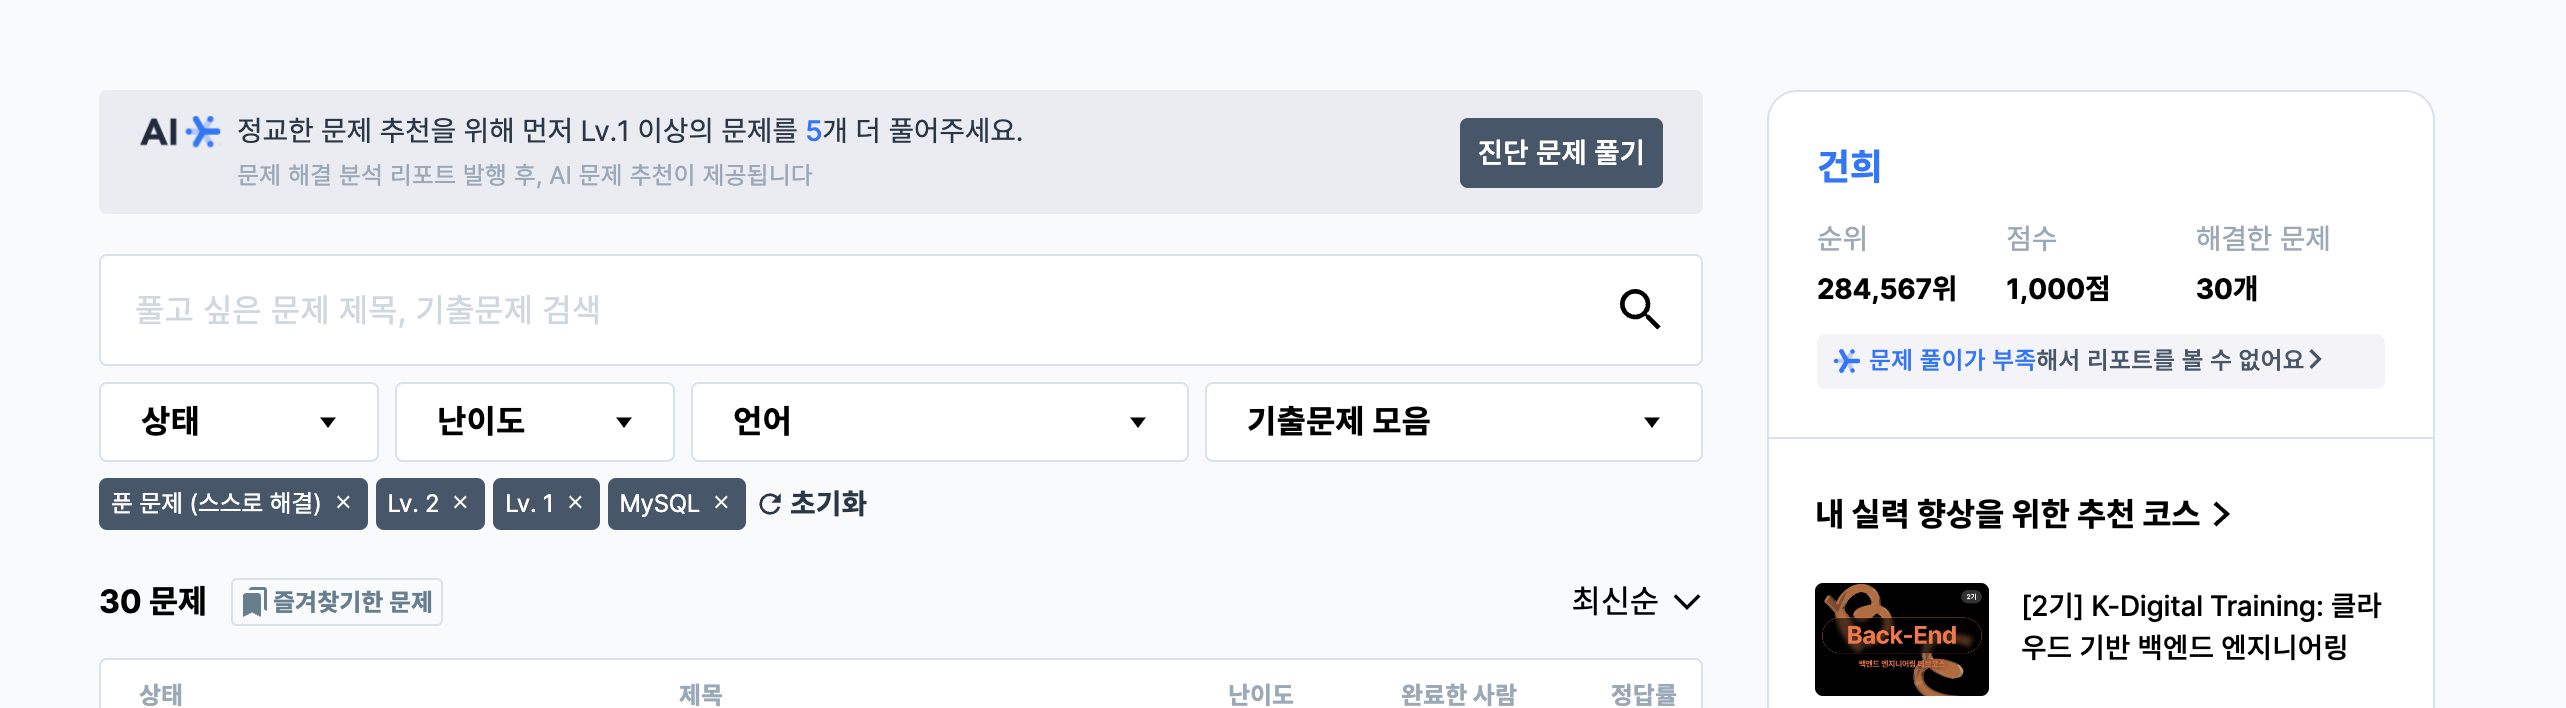 AI 정교한 문제 추천을 위해 먼저 Lv.1 이상의 문제를 5개 더 풀어주세요.
문제 해결 분석 리포트 발행 후, AI 문제 추천이 제공됩니다
진단 문제 풀기
풀고 싶은 문제 제목, 기출문제 검색
상태
난이도
언어
기출문제 모음
푼 문제 (스스로 해결) ×
Lv. 2 ×
Lv. 1 ×
MySQL ×
초기화
30 문제
즐겨찾기한 문제
최신순
상태 제목 난이도 완료한 사람 정답률
건희
순위 점수 해결한 문제
284,567위 1,000점 30개
문제 풀이가 부족해서 리포트를 볼 수 없어요
내 실력 향상을 위한 추천 코스
2기
Back-End
백엔드 엔지니어링 데브코스
[2기] K-Digital Training: 클라
우드 기반 백엔드 엔지니어링